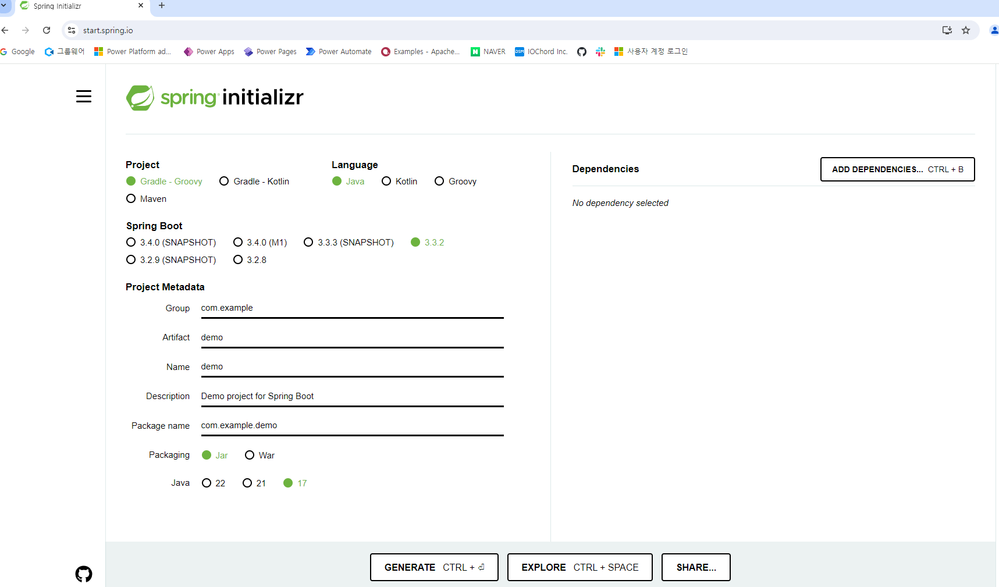 Spring Initializr
start.spring.io
Google 그룹웨어 Power Platform ad... Power Apps Power Pages Power Automate Examples - Apache... NAVER DSM IOChord Inc. 사용자 계정 로그인
spring initializr
Project
Gradle - Groovy Gradle - Kotlin
Maven
Language
Java Kotlin Groovy
Spring Boot
3.4.0 (SNAPSHOT) 3.4.0 (M1) 3.3.3 (SNAPSHOT) 3.3.2
3.2.9 (SNAPSHOT) 3.2.8
Project Metadata
Group com.example
Artifact demo
Name demo
Description Demo project for Spring Boot
Package name com.example.demo
Packaging Jar War
Java 22 21 17
Dependencies
ADD DEPENDENCIES... CTRL + B
No dependency selected
GENERATE CTRL + ⏎
EXPLORE CTRL + SPACE
SHARE...